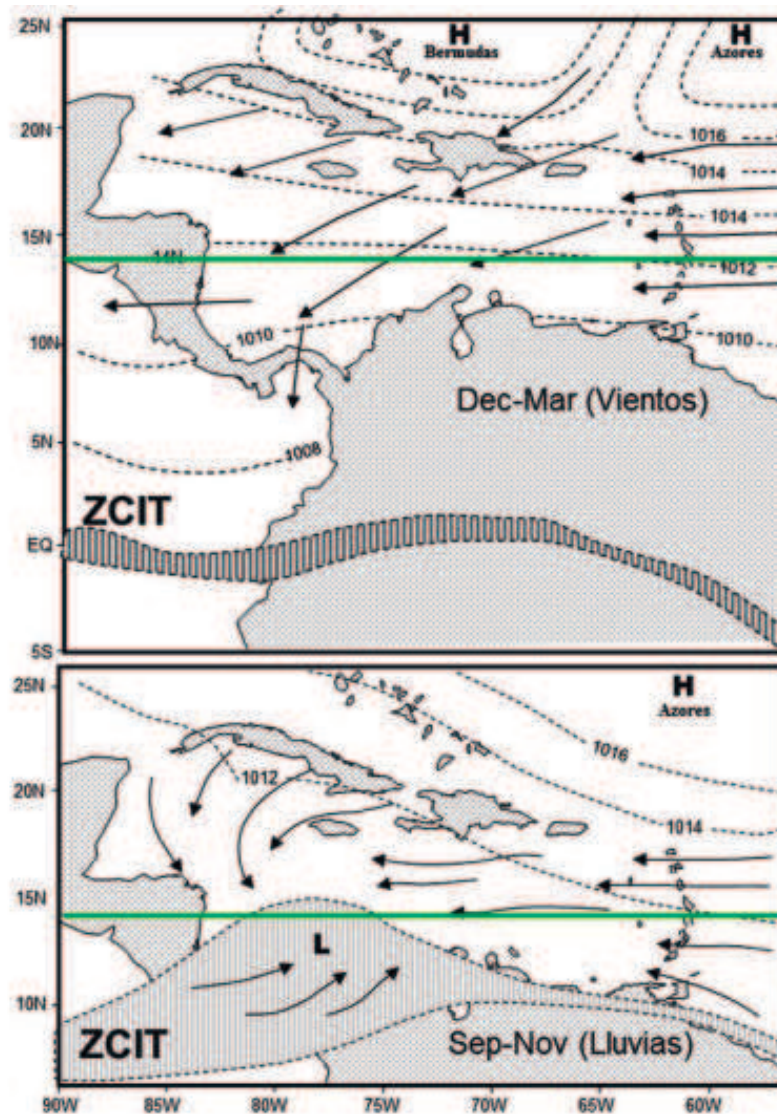 25N
H
Bermudas
H
Azores
20N
1016
1014
1014
15N
14N
1012
1010
1010
10N
Dec-Mar (Vientos)
5N
1008
ZCIT
EQ
5S
25N
H
Azores
1016
1012
20N
1014
15N
L
10N
ZCIT
Sep-Nov (Lluvias)
90W 85W 80W 75W 70W 65W 60W